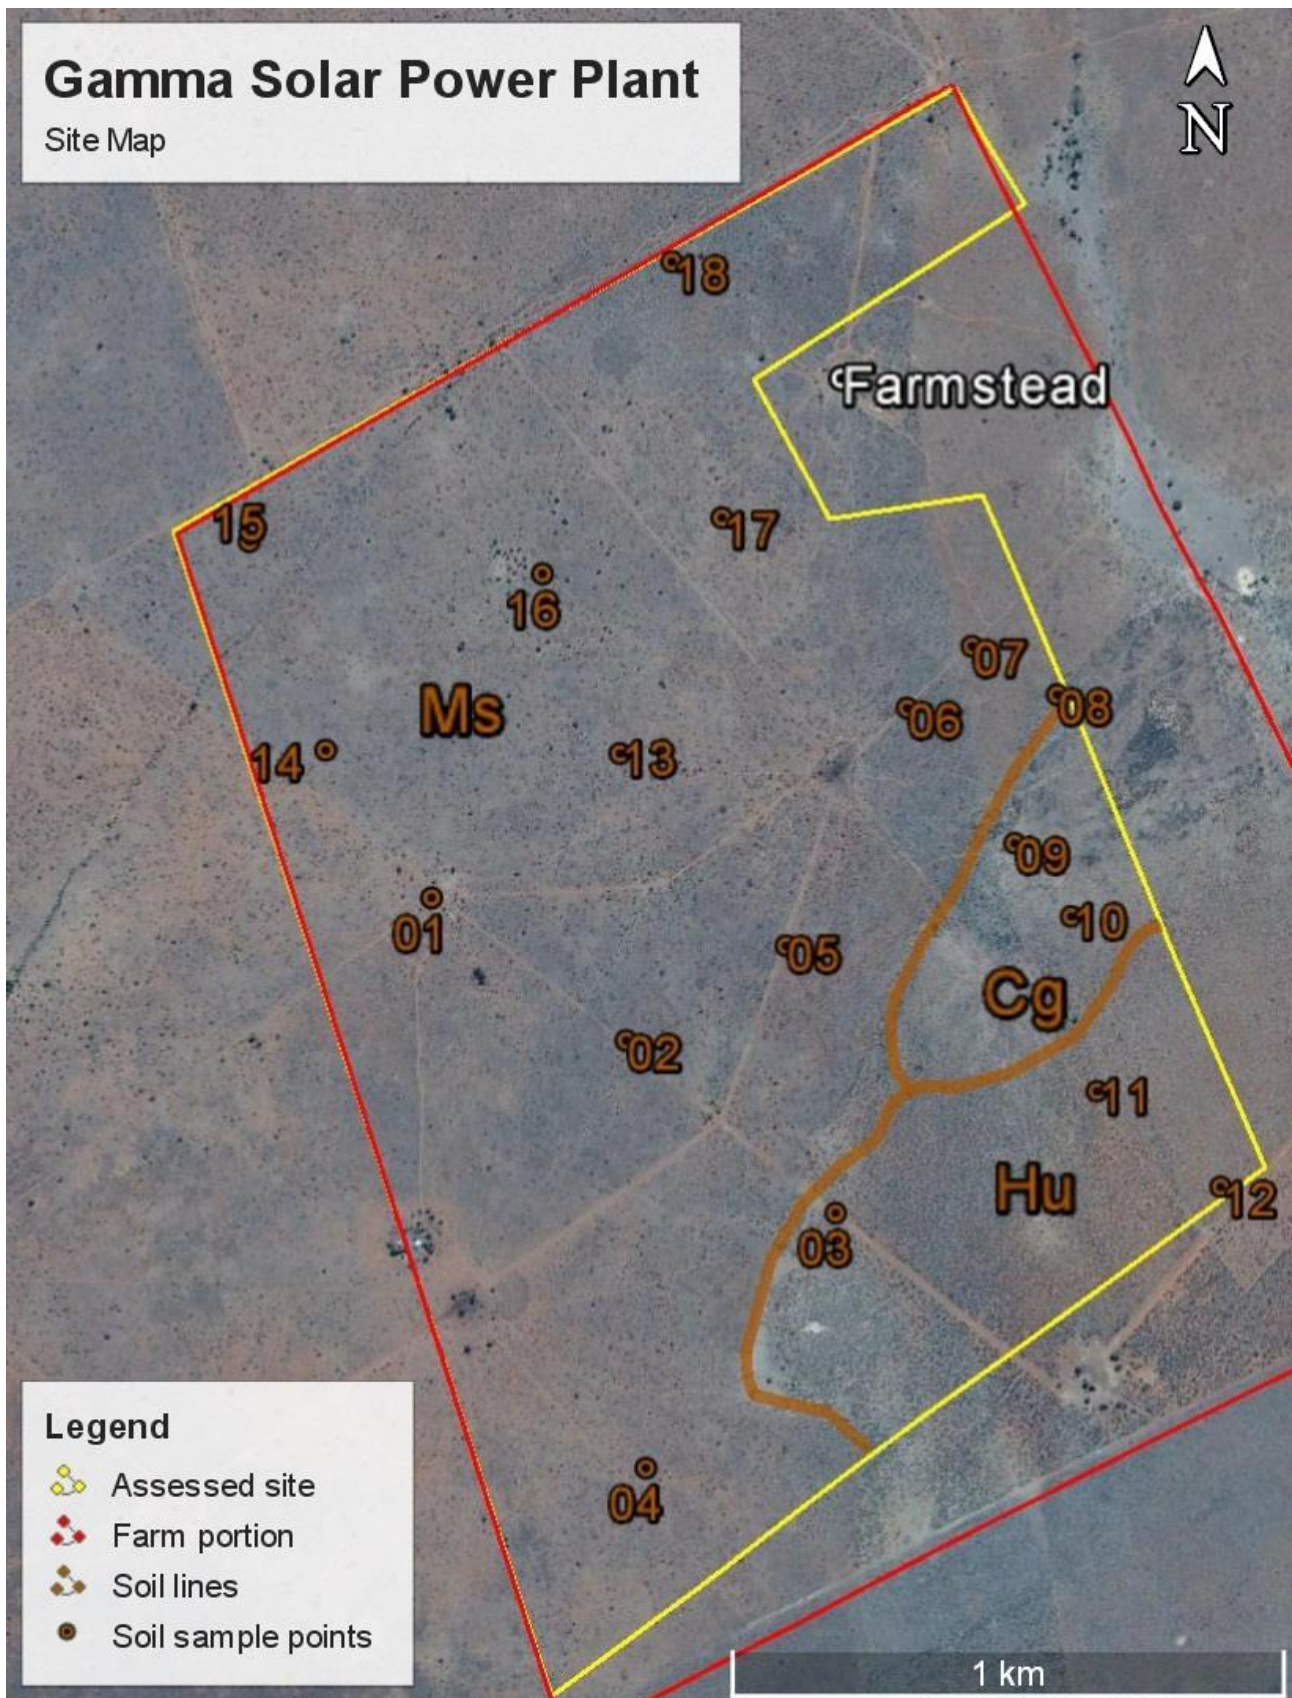 Gamma Solar Power Plant
Site Map
N
18
Farmstead
15
17
16
07
Ms
08
06
14
13
09
01
10
05
Cg
02
11
Hu
12
03
04
Legend
Assessed site
Farm portion
Soil lines
Soil sample points
1 km